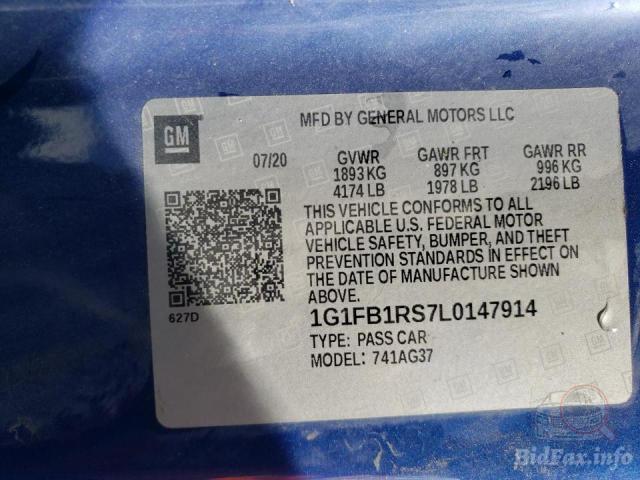 GM
MFD BY GENERAL MOTORS LLC
07/20 GVWR GAWR FRT GAWR RR
1893 KG 897 KG 996 KG
4174 LB 1978 LB 2196 LB
THIS VEHICLE CONFORMS TO ALL
APPLICABLE U.S. FEDERAL MOTOR
VEHICLE SAFETY, BUMPER, AND THEFT
PREVENTION STANDARDS IN EFFECT ON
THE DATE OF MANUFACTURE SHOWN
ABOVE.
627D
1G1FB1RS7L0147914
TYPE: PASS CAR
MODEL: 741AG37
BidFax.info